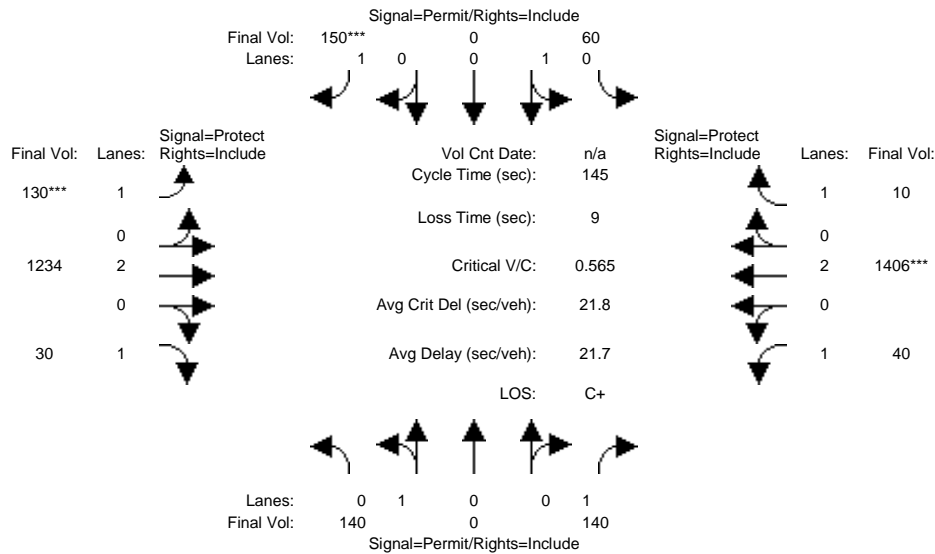 Signal=Permit/Rights=Include
Final Vol: 150*** 0 60
Lanes: 1 0 0 1 0
Signal=Protect
Final Vol: Lanes: Rights=Include
Vol Cnt Date: n/a
Cycle Time (sec): 145
Signal=Protect
Rights=Include Lanes: Final Vol:
130*** 1
1 10
Loss Time (sec): 9
0
0
1234 2
Critical V/C: 0.565
2 1406***
0
Avg Crit Del (sec/veh): 21.8
0
30 1
Avg Delay (sec/veh): 21.7
1 40
LOS: C+
Lanes: 0 1 0 0 1
Final Vol: 140 0 140
Signal=Permit/Rights=Include